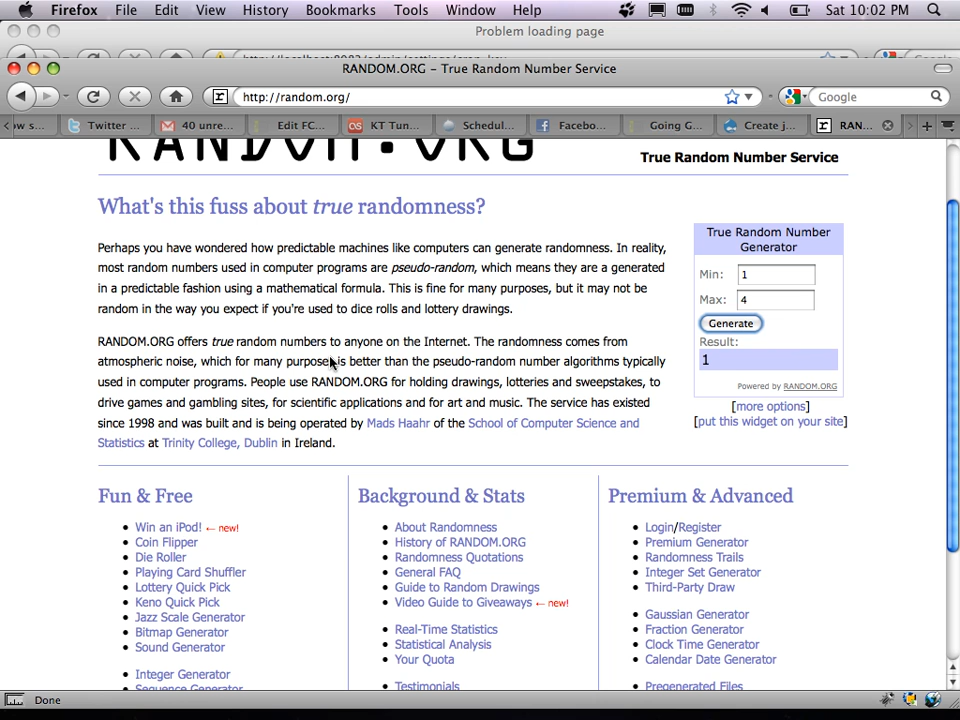 Firefox File Edit View History Bookmarks Tools Window Help Sat 10:02 PM
Problem loading page
RANDOM.ORG – True Random Number Service
http://random.org/
Google
w s... Twitter ... 40 unre... Edit FC... KT Tun... Schedul... Facebo... Going G... Create j... RAN...
RANDOM.ORG
True Random Number Service
What's this fuss about true randomness?
Perhaps you have wondered how predictable machines like computers can generate randomness. In reality,
most random numbers used in computer programs are pseudo-random, which means they are a generated
in a predictable fashion using a mathematical formula. This is fine for many purposes, but it may not be
random in the way you expect if you're used to dice rolls and lottery drawings.
RANDOM.ORG offers true random numbers to anyone on the Internet. The randomness comes from
atmospheric noise, which for many purposes is better than the pseudo-random number algorithms typically
used in computer programs. People use RANDOM.ORG for holding drawings, lotteries and sweepstakes, to
drive games and gambling sites, for scientific applications and for art and music. The service has existed
since 1998 and was built and is being operated by Mads Haahr of the School of Computer Science and
Statistics at Trinity College, Dublin in Ireland.
True Random Number
Generator
Min: 1
Max: 4
Generate
Result:
1
Powered by RANDOM.ORG
[more options]
[put this widget on your site]
Fun & Free
• Win an iPod! ← new!
• Coin Flipper
• Die Roller
• Playing Card Shuffler
• Lottery Quick Pick
• Keno Quick Pick
• Jazz Scale Generator
• Bitmap Generator
• Sound Generator
• Integer Generator
• Sequence Generator
Background & Stats
• About Randomness
• History of RANDOM.ORG
• Randomness Quotations
• General FAQ
• Guide to Random Drawings
• Video Guide to Giveaways ← new!
• Real-Time Statistics
• Statistical Analysis
• Your Quota
• Testimonials
Premium & Advanced
• Login/Register
• Premium Generator
• Randomness Trails
• Integer Set Generator
• Third-Party Draw
• Gaussian Generator
• Fraction Generator
• Clock Time Generator
• Calendar Date Generator
• Pregenerated Files
Done